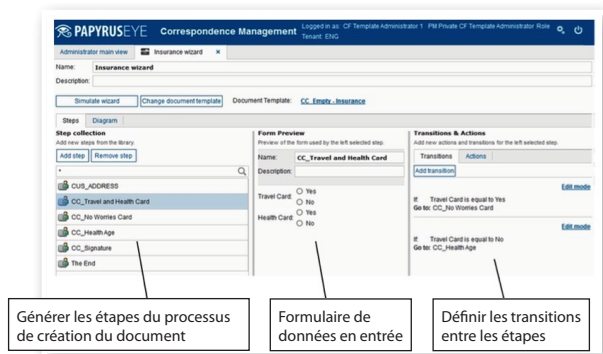 PAPYRUSEYE Correspondence Management
Logged in as: CF Template Administrator 1 PM Private CF Template Administrator Role
Tenant: ENG
Administrator main view Insurance wizard ×
Name: Insurance wizard
Description:
Simulate wizard Change document template Document Template: CC_Empty_-_Insurance
Steps Diagram
Step collection
Add new steps from the library.
Add step Remove step
*
CUS_ADDRESS
CC_Travel and Health Card
CC_No Worries Card
CC_Health Age
CC_Signature
The End
Form Preview
Preview of the form used by the left selected step.
Name: CC_Travel and Health Card
Description:
Travel Card: Yes
No
Health Card: Yes
No
Transitions & Actions
Add new actions and transitions for the left selected step.
Transitions Actions
Add transition
Edit mode
If: Travel Card is equal to Yes
Go to: CC_No Worries Card
Edit mode
If: Travel Card is equal to No
Go to: CC_Health Age
Générer les étapes du processus
de création du document
Formulaire de
données en entrée
Définir les transitions
entre les étapes